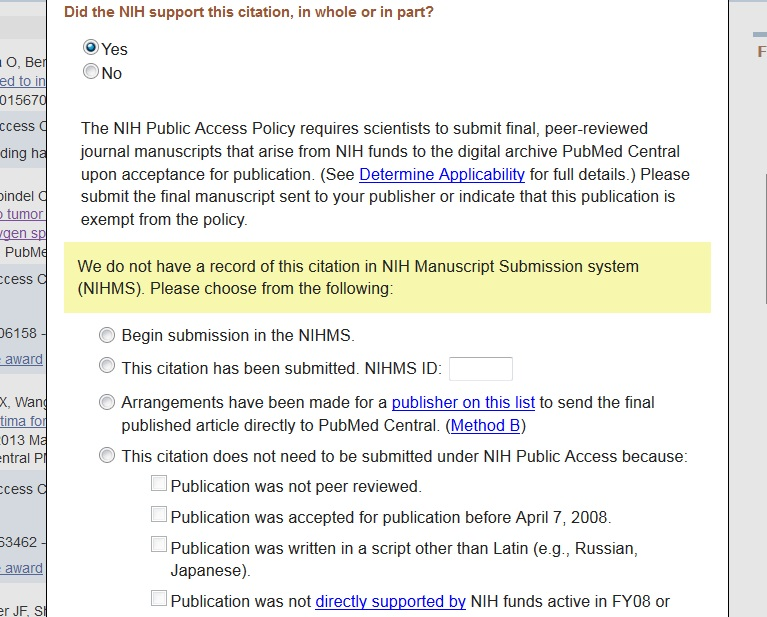 Did the NIH support this citation, in whole or in part?
Yes
No
The NIH Public Access Policy requires scientists to submit final, peer-reviewed
journal manuscripts that arise from NIH funds to the digital archive PubMed Central
upon acceptance for publication. (See Determine Applicability for full details.) Please
submit the final manuscript sent to your publisher or indicate that this publication is
exempt from the policy.
We do not have a record of this citation in NIH Manuscript Submission system
(NIHMS). Please choose from the following:
Begin submission in the NIHMS.
This citation has been submitted. NIHMS ID:
Arrangements have been made for a publisher on this list to send the final
published article directly to PubMed Central. (Method B)
This citation does not need to be submitted under NIH Public Access because:
Publication was not peer reviewed.
Publication was accepted for publication before April 7, 2008.
Publication was written in a script other than Latin (e.g., Russian,
Japanese).
Publication was not directly supported by NIH funds active in FY08 or
O, Ber
ed to in
015670
ccess C
ding ha
pindel C
o tumor
gen sp
PubMe
ccess C
06158 -
award
X, Wang
tima for
2013 Ma
entral PM
ccess C
63462 -
award
er JF, Sh
F